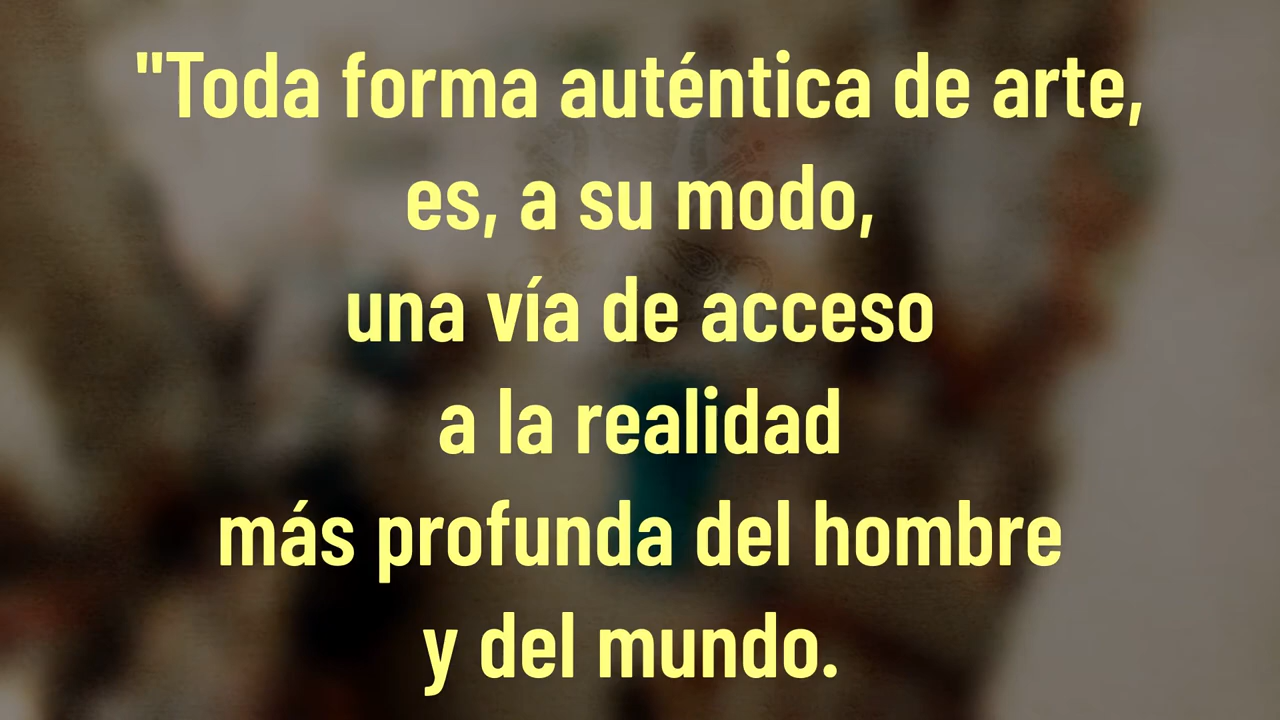 "Toda forma auténtica de arte,
es, a su modo,
una vía de acceso
a la realidad
más profunda del hombre
y del mundo.